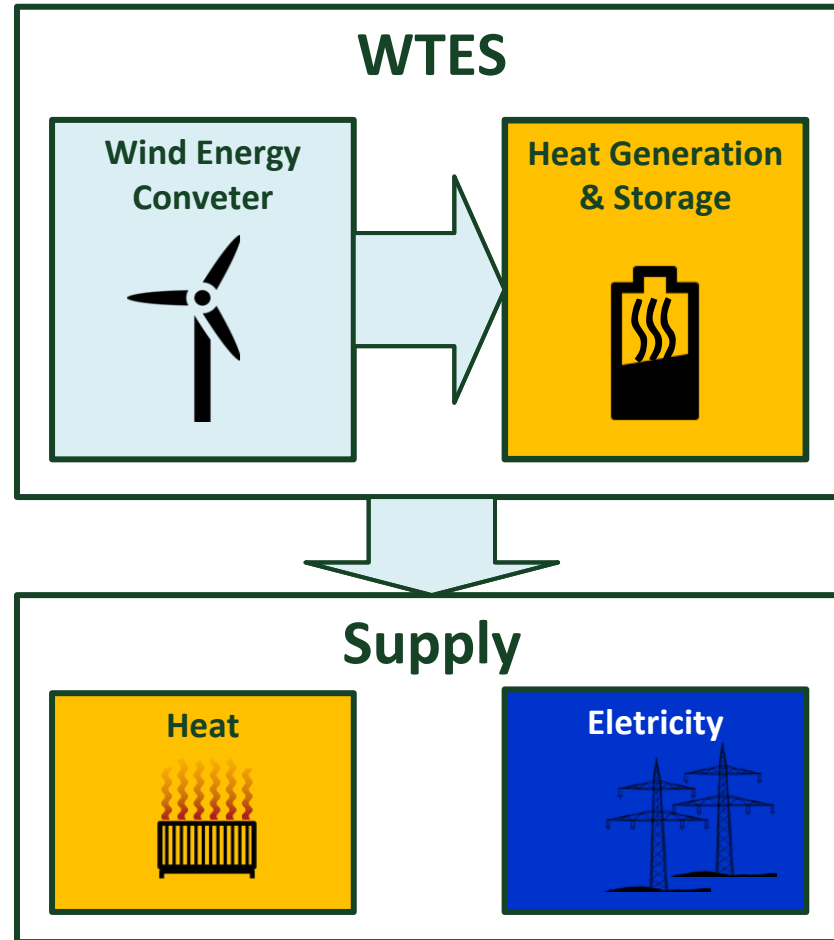 WTES
Wind Energy
Conveter
Heat Generation
& Storage
Supply
Heat
Eletricity